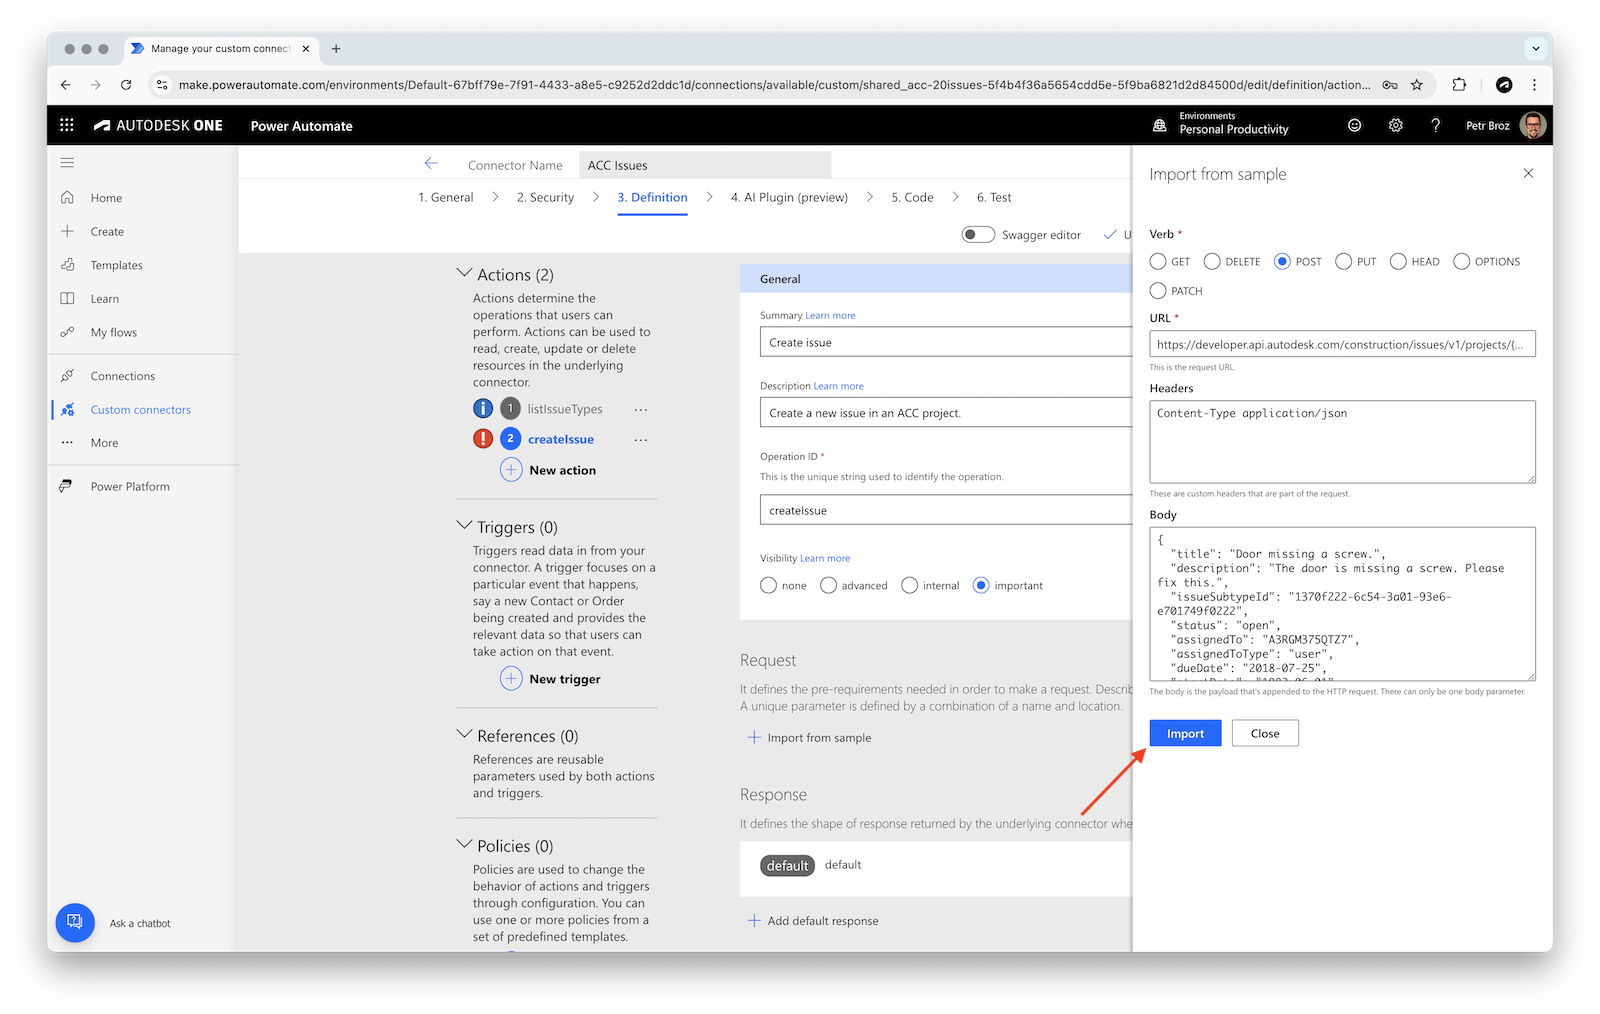 Manage your custom connect
make.powerautomate.com/environments/Default-67bff79e-7f91-4433-a8e5-c9252d2ddc1d/connections/available/custom/shared_acc-20issues-5f4b4f36a5654cdd5e-5f9ba6821d2d84500d/edit/definition/action...
AUTODESK ONE
Power Automate
Environments
Personal Productivity
Petr Broz
Home
Create
Templates
Learn
My flows
Connections
Custom connectors
More
Power Platform
Ask a chatbot
Connector Name
ACC Issues
1. General
2. Security
3. Definition
4. AI Plugin (preview)
5. Code
6. Test
Swagger editor
U
Actions (2)
Actions determine the
operations that users can
perform. Actions can be used to
read, create, update or delete
resources in the underlying
connector.
1 listIssueTypes ...
2 createIssue ...
New action
Triggers (0)
Triggers read data in from your
connector. A trigger focuses on a
particular event that happens,
say a new Contact or Order
being created and provides the
relevant data so that users can
take action on that event.
New trigger
References (0)
References are reusable
parameters used by both actions
and triggers.
Policies (0)
Policies are used to change the
behavior of actions and triggers
through configuration. You can
use one or more policies from a
set of predefined templates.
General
Summary Learn more
Create issue
Description Learn more
Create a new issue in an ACC project.
Operation ID *
This is the unique string used to identify the operation.
createIssue
Visibility Learn more
none
advanced
internal
important
Request
It defines the pre-requirements needed in order to make a request. Describ
A unique parameter is defined by a combination of a name and location.
Import from sample
Response
It defines the shape of response returned by the underlying connector whe
default default
Add default response
Import from sample
Verb *
GET
DELETE
POST
PUT
HEAD
OPTIONS
PATCH
URL *
https://developer.api.autodesk.com/construction/issues/v1/projects/{...
This is the request URL.
Headers
Content-Type application/json
These are custom headers that are part of the request.
Body
{
"title": "Door missing a screw.",
"description": "The door is missing a screw. Please
fix this.",
"issueSubtypeId": "1370f222-6c54-3a01-93e6-
e701749f0222",
"status": "open",
"assignedTo": "A3RGM375QTZ7",
"assignedToType": "user",
"dueDate": "2018-07-25",
The body is the payload that's appended to the HTTP request. There can only be one body parameter.
Import
Close